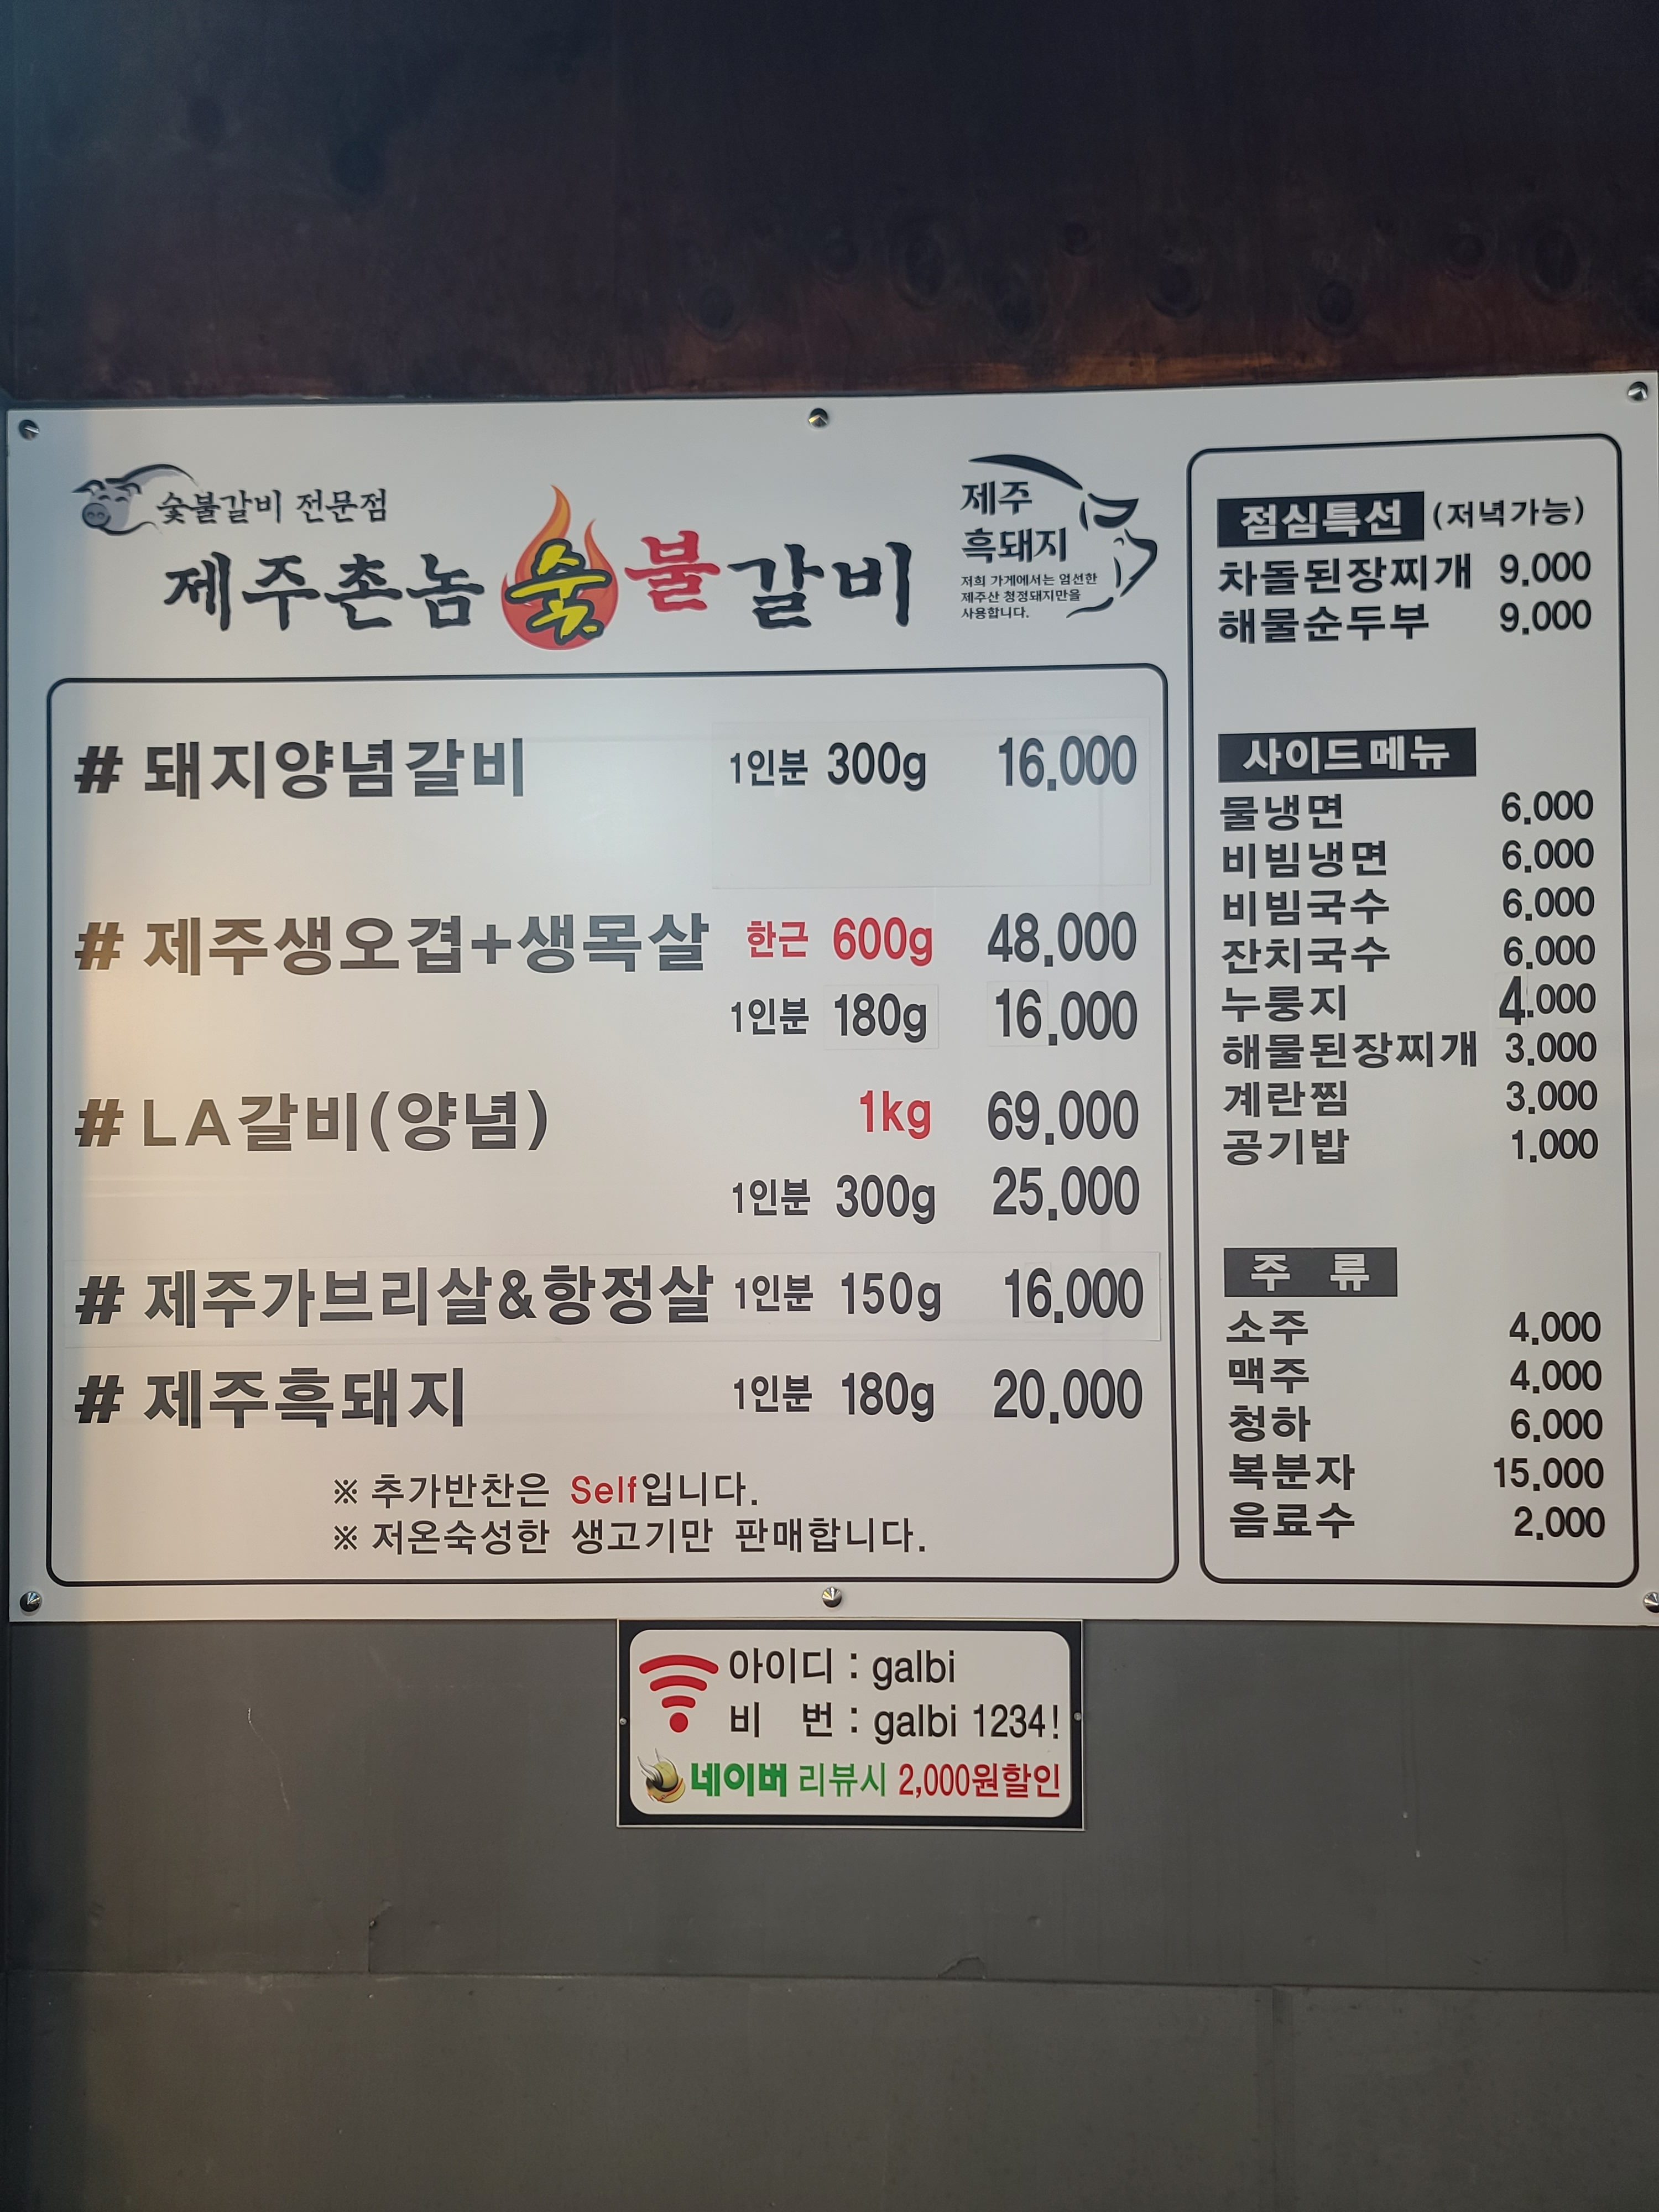 숯불갈비 전문점
제주촌놈 숯불갈비
제주
흑돼지
저희 가게에서는 엄선한
제주산 청정돼지만을
사용합니다.
# 돼지양념갈비 1인분 300g 16.000
# 제주생오겹+생목살 한근 600g 48.000
1인분 180g 16.000
# LA갈비(양념) 1kg 69.000
1인분 300g 25.000
# 제주가브리살&항정살 1인분 150g 16.000
# 제주흑돼지 1인분 180g 20.000
※ 추가반찬은 Self입니다.
※ 저온숙성한 생고기만 판매합니다.
점심특선 (저녁가능)
차돌된장찌개 9.000
해물순두부 9.000
사이드메뉴
물냉면 6.000
비빔냉면 6.000
비빔국수 6.000
잔치국수 6.000
누룽지 4.000
해물된장찌개 3.000
계란찜 3.000
공기밥 1.000
주 류
소주 4.000
맥주 4.000
청하 6.000
복분자 15.000
음료수 2.000
아이디 : galbi
비 번 : galbi 1234!
네이버 리뷰시 2,000원할인